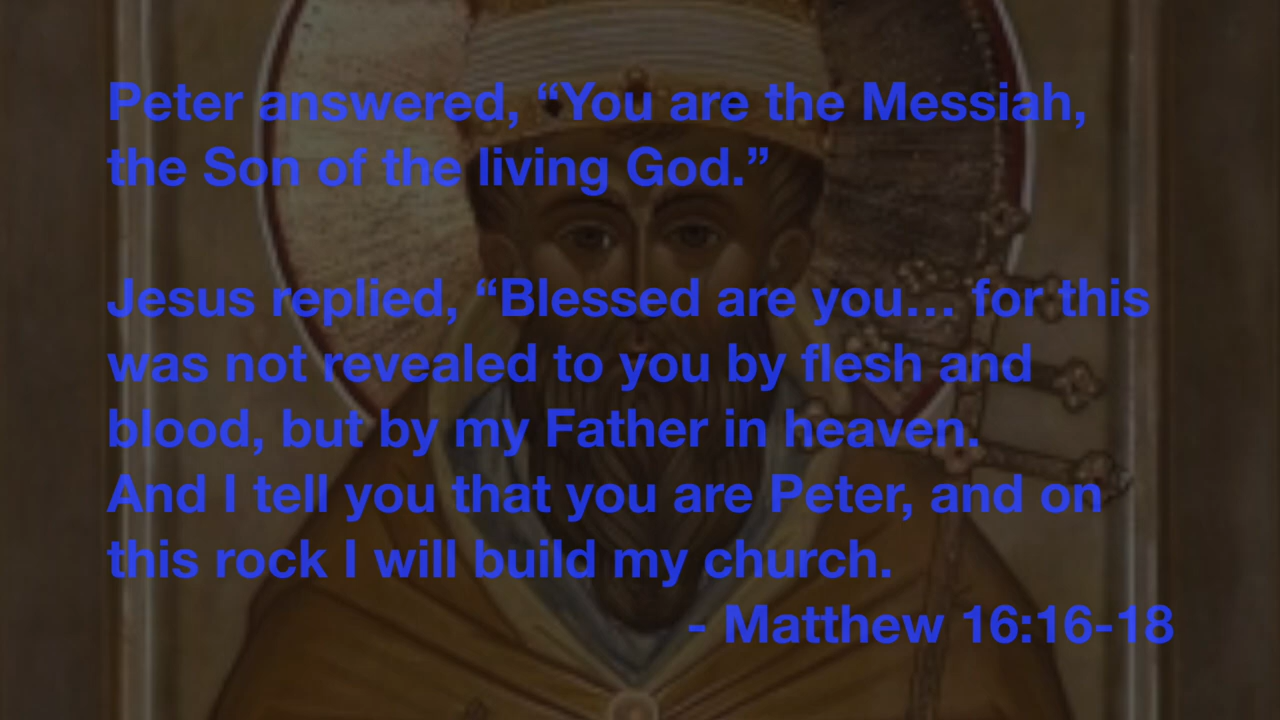 Peter answered, “You are the Messiah,
the Son of the living God.”
Jesus replied, “Blessed are you… for this
was not revealed to you by flesh and
blood, but by my Father in heaven.
And I tell you that you are Peter, and on
this rock I will build my church.
- Matthew 16:16-18